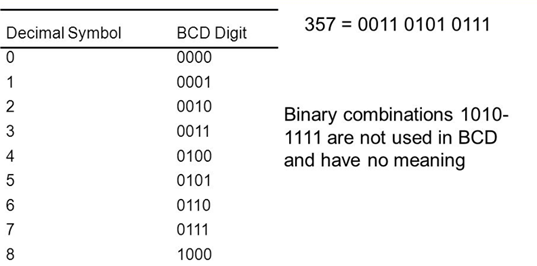 Decimal Symbol BCD Digit
0 0000
1 0001
2 0010
3 0011
4 0100
5 0101
6 0110
7 0111
8 1000
357 = 0011 0101 0111
Binary combinations 1010-
1111 are not used in BCD
and have no meaning